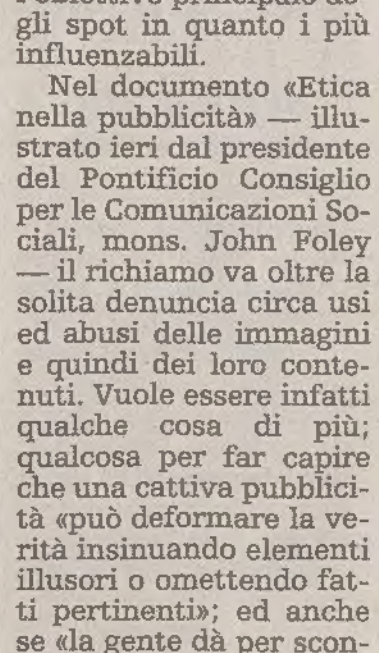 gli spot in quanto i più
influenzabili.
Nel documento «Etica
nella pubblicità» — illu-
strato ieri dal presidente
del Pontificio Consiglio
per le Comunicazioni So-
ciali, mons. John Foley
— il richiamo va oltre la
solita denuncia circa usi
ed abusi delle immagini
e quindi dei loro conte-
nuti. Vuole essere infatti
qualche cosa di più;
qualcosa per far capire
che una cattiva pubblici-
tà «può deformare la ve-
rità insinuando elementi
illusori o omettendo fat-
ti pertinenti»; ed anche
se «la gente dà per scon-